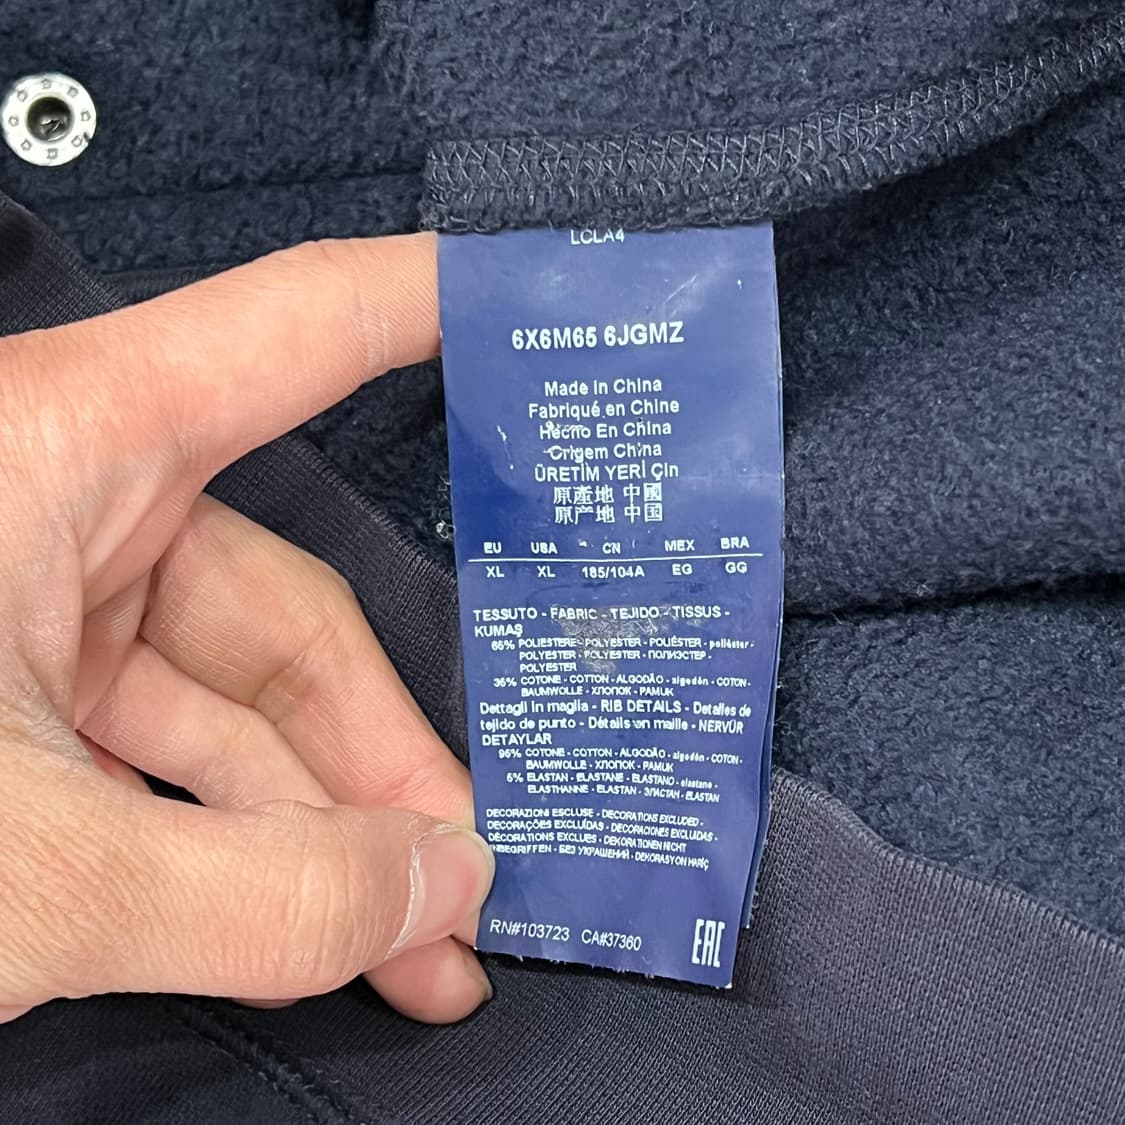 LCLA4
6X6M65 6JGMZ
Made In China
Fabriqué en Chine
Hecho En China
Origem China
ÜRETİM YERİ Çin
原產地 中國
原产地 中国
EU USA CN MEX BRA
XL XL 185/104A EG GG
TESSUTO - FABRIC - TEJIDO - TISSUS -
KUMAŞ
65% POLIESTERE - POLYESTER - POLIÉSTER - poliéster -
POLYESTER - POLYESTER - ПОЛИЭСТЕР -
POLYESTER
35% COTONE - COTTON - ALGODÃO - algodón - COTON -
BAUMWOLLE - ХЛОПОК - PAMUK
Dettagli In maglia - RIB DETAILS - Detalles de
tejido de punto - Détails en maille - NERVÜR
DETAYLAR
95% COTONE - COTTON - ALGODÃO - algodón - COTON -
BAUMWOLLE - ХЛОПОК - PAMUK
5% ELASTAN - ELASTANE - ELASTANO - elastane -
ELASTHANNE - ELASTAN - ЭЛАСТАН - ELASTAN
DECORAZIONI ESCLUSE - DECORATIONS EXCLUDED -
DECORAÇÕES EXCLUÍDAS - DECORACIONES EXCLUIDAS -
DÉCORATIONS EXCLUES - DEKORATIONEN NICHT
INBEGRIFFEN - БЕЗ УКРАШЕНИЙ - DEKORASYON HARİÇ
RN#103723 CA#37360 EAC